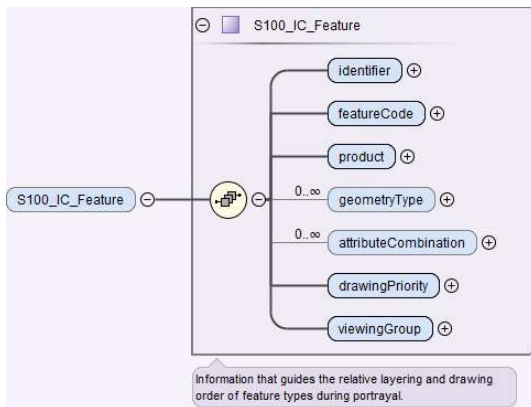 S100_IC_Feature
identifier
featureCode
product
S100_IC_Feature
0..∞
geometryType
0..∞
attributeCombination
drawingPriority
viewingGroup
Information that guides the relative layering and drawing
order of feature types during portrayal.